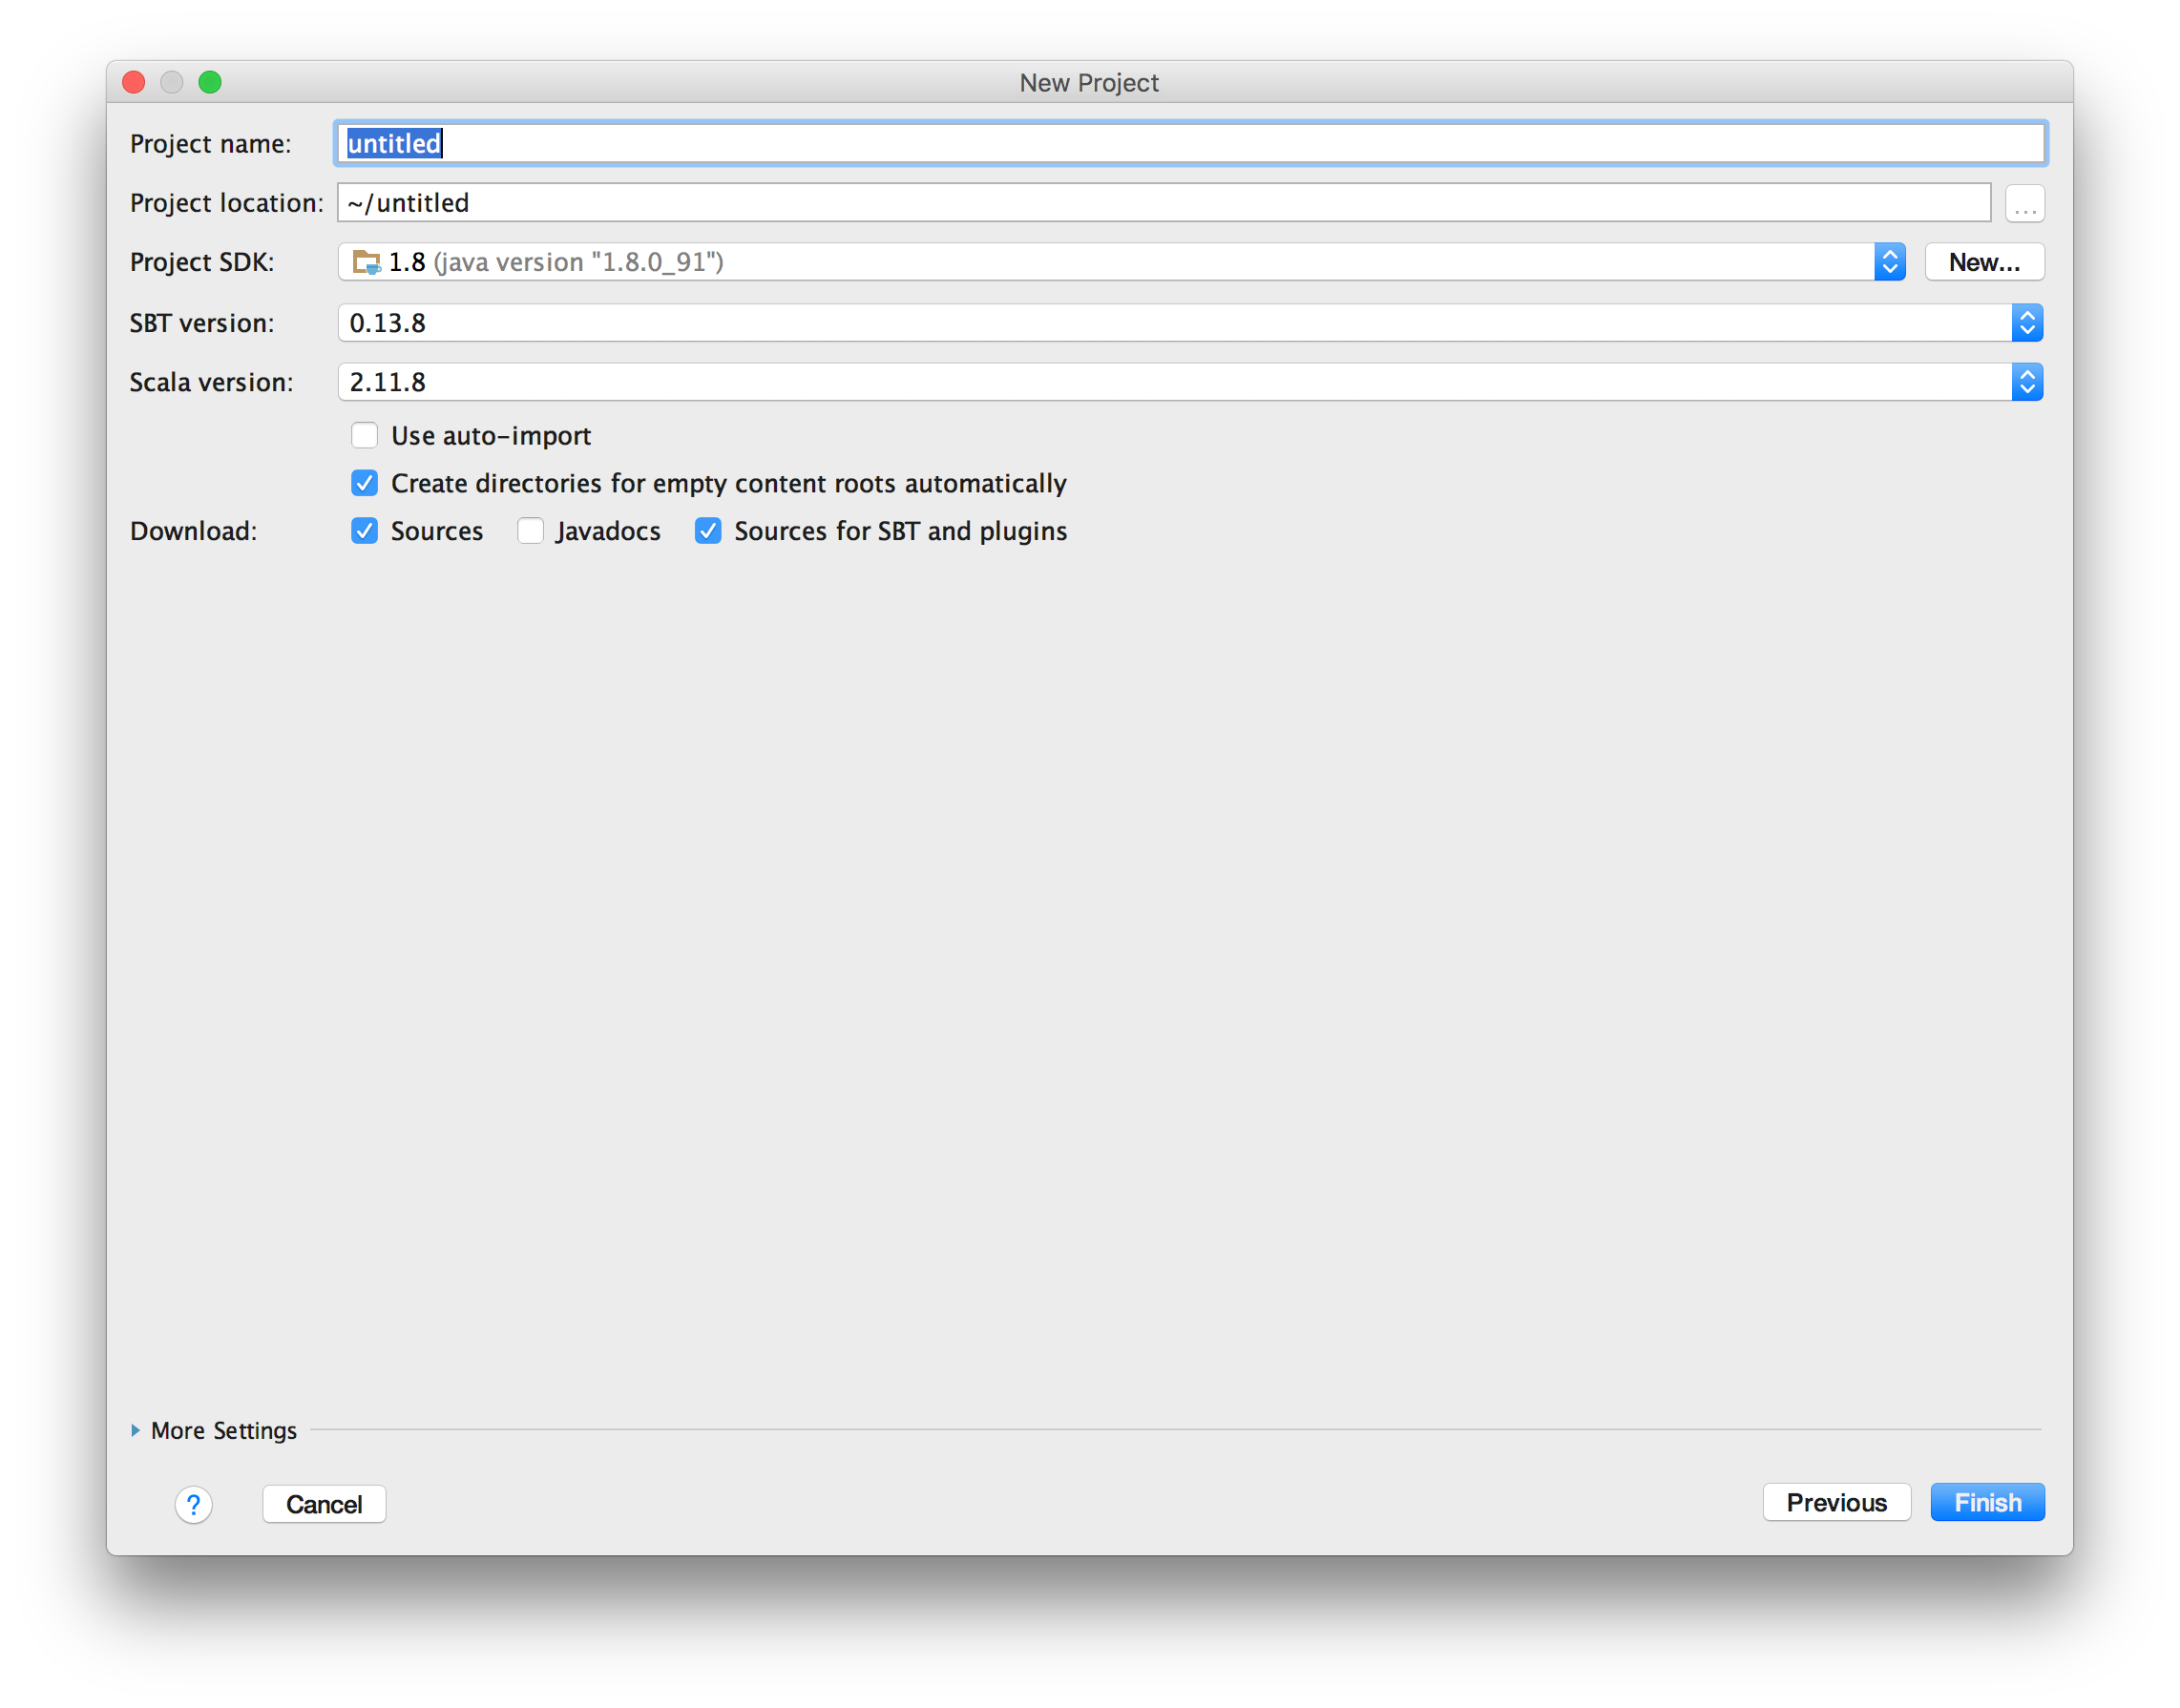 New Project
Project name: untitled
Project location: ~/untitled ...
Project SDK: 1.8 (java version "1.8.0_91") New...
SBT version: 0.13.8
Scala version: 2.11.8
Use auto-import
Create directories for empty content roots automatically
Download: Sources Javadocs Sources for SBT and plugins
More Settings
? Cancel Previous Finish